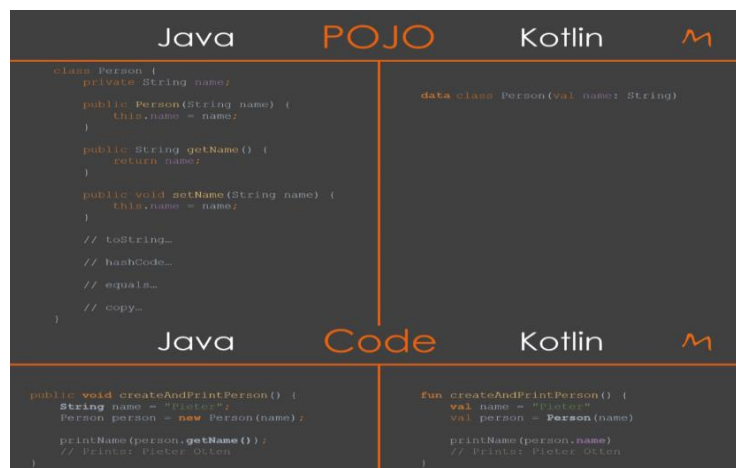 Java POJO Kotlin
class Person {
private String name;
public Person(String name) {
this.name = name;
}
public String getName() {
return name;
}
public void setName(String name) {
this.name = name;
}
// toString…
// hashCode…
// equals…
// copy…
}
data class Person(val name: String)
Java Code Kotlin
public void createAndPrintPerson() {
String name = "Pieter";
Person person = new Person(name);
printName(person.getName());
// Prints: Pieter Otten
}
fun createAndPrintPerson() {
val name = "Pieter"
val person = Person(name)
printName(person.name)
// Prints: Pieter Otten
}